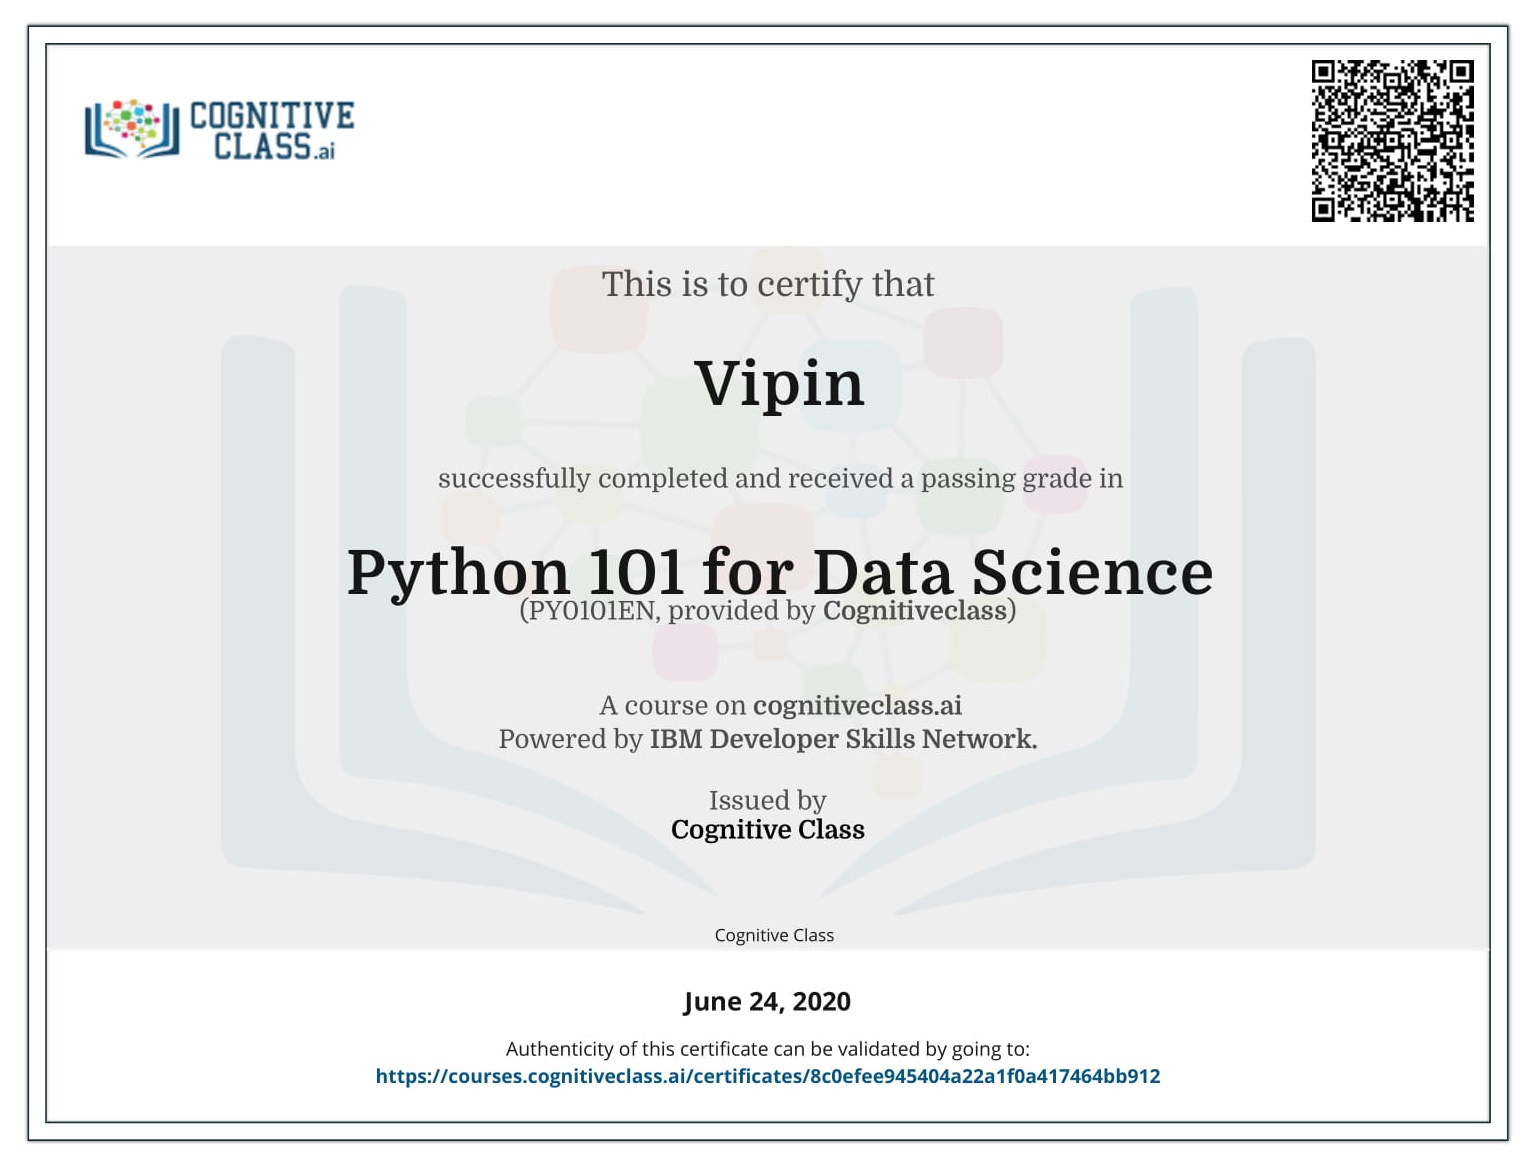 COGNITIVE
CLASS.ai
This is to certify that
Vipin
successfully completed and received a passing grade in
Python 101 for Data Science
(PY0101EN, provided by Cognitiveclass)
A course on cognitiveclass.ai
Powered by IBM Developer Skills Network.
Issued by
Cognitive Class
Cognitive Class
June 24, 2020
Authenticity of this certificate can be validated by going to:
https://courses.cognitiveclass.ai/certificates/8c0efee945404a22a1f0a417464bb912